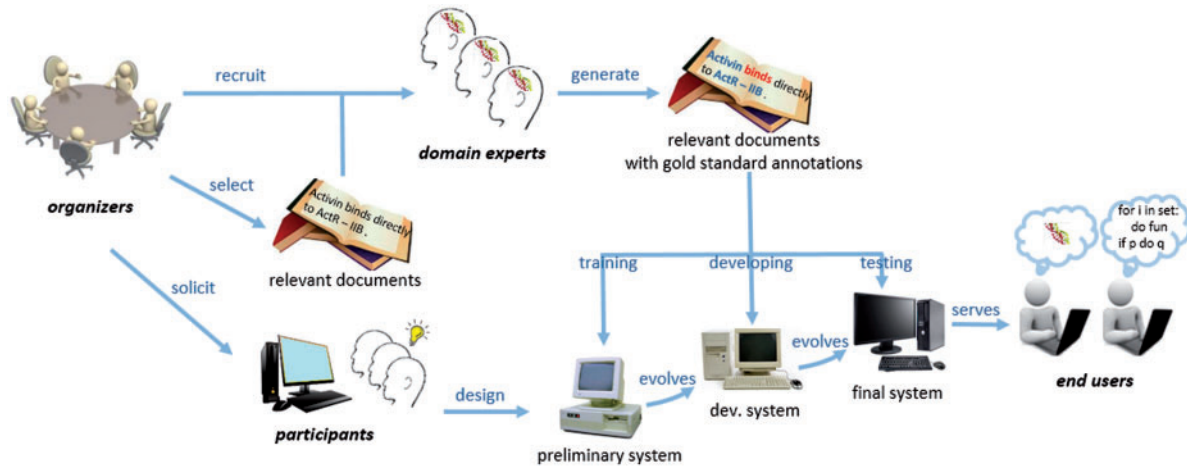 recruit
generate
Activin binds directly
to ActR – IIB.
domain experts
relevant documents
with gold standard annotations
organizers
select
Activin binds directly
to ActR – IIB.
relevant documents
solicit
training
developing
testing
for i in set:
do fun
if p do q
serves
evolves
evolves
design
participants
preliminary system
dev. system
final system
end users